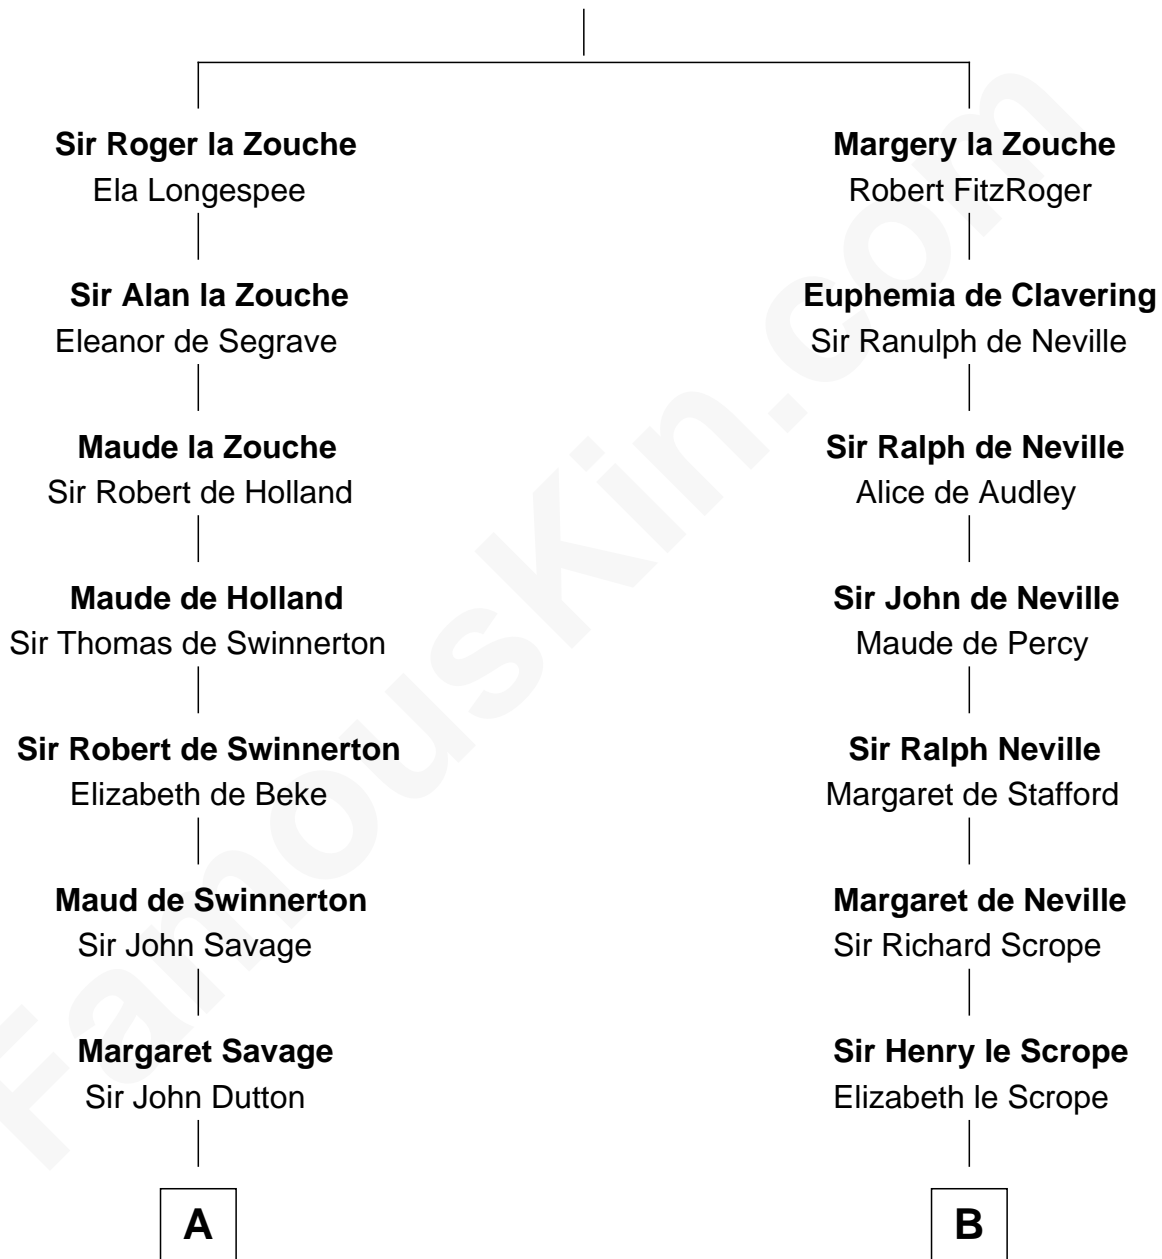 Sir Roger la Zouche
Ela Longespee
Margery la Zouche
Robert FitzRoger
Sir Alan la Zouche
Eleanor de Segrave
Euphemia de Clavering
Sir Ranulph de Neville
Maude la Zouche
Sir Robert de Holland
Sir Ralph de Neville
Alice de Audley
Maude de Holland
Sir Thomas de Swinnerton
Sir John de Neville
Maude de Percy
Sir Robert de Swinnerton
Elizabeth de Beke
Sir Ralph Neville
Margaret de Stafford
Maud de Swinnerton
Sir John Savage
Margaret de Neville
Sir Richard Scrope
Margaret Savage
Sir John Dutton
Sir Henry le Scrope
Elizabeth le Scrope
A
B
FamousKin.com